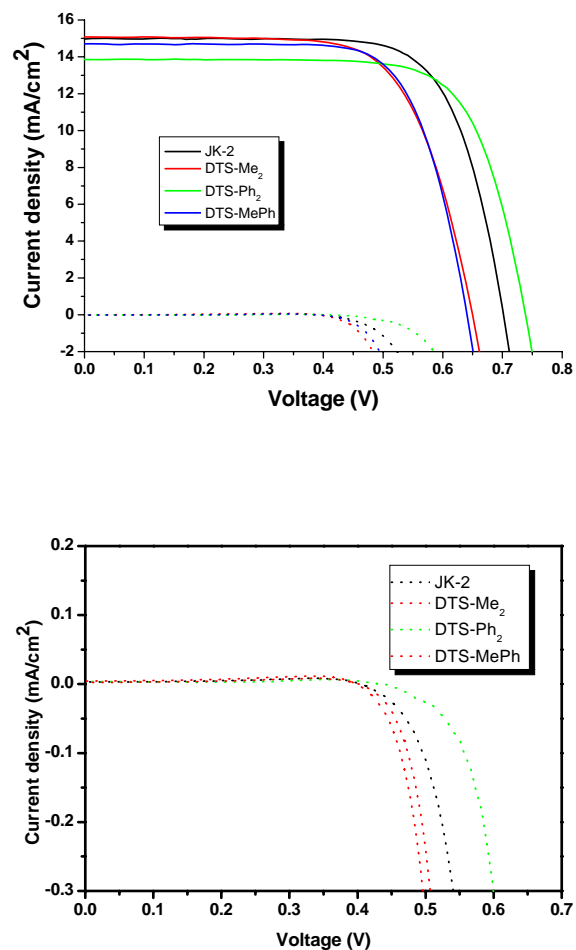 16
14
12
10
8
6
4
2
0
-2
Current density (mA/cm²)
JK-2
DTS-Me₂
DTS-Ph₂
DTS-MePh
0.0 0.1 0.2 0.3 0.4 0.5 0.6 0.7 0.8
Voltage (V)
0.2
0.1
0.0
-0.1
-0.2
-0.3
Current density (mA/cm²)
JK-2
DTS-Me₂
DTS-Ph₂
DTS-MePh
0.0 0.1 0.2 0.3 0.4 0.5 0.6 0.7
Voltage (V)